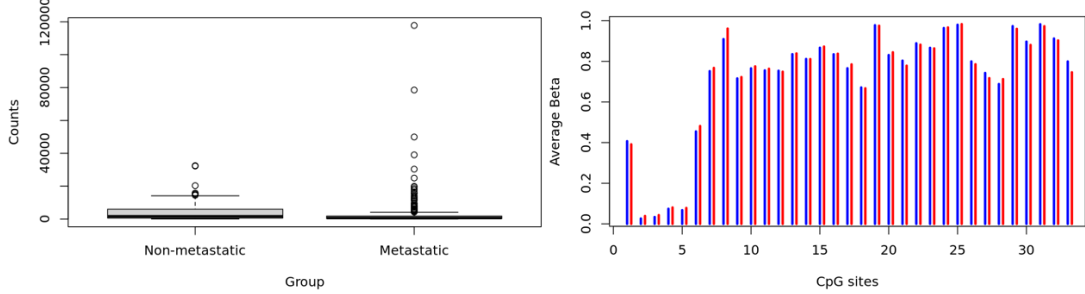 120000
80000
40000
0
Counts
Non-metastatic
Metastatic
Group
1.0
0.8
0.6
0.4
0.2
0.0
Average Beta
0 5 10 15 20 25 30
CpG sites